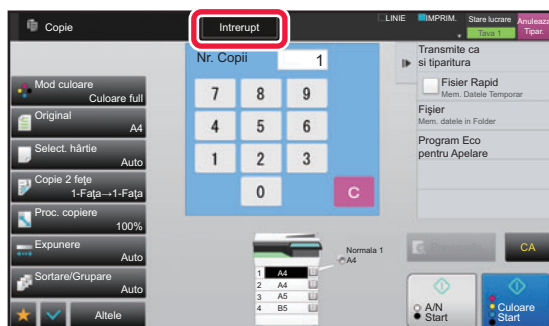 Copie
Intrerupt
LINIE
IMPRIM.
Stare lucrare
Tava 1
Anuleaza
Tipar.
Nr. Copii
1
Transmite ca
si tiparitura
Fisier Rapid
Mem. Datele Temporar
Fișier
Mem. datele in Folder
Program Eco
pentru Apelare
Mod culoare
Culoare full
Original
A4
Select. hârtie
Auto
Copie 2 feţe
1-Faţa→1-Faţa
Proc. copiere
100%
Expunere
Auto
Sortare/Grupare
Auto
Altele
7 8 9
4 5 6
1 2 3
0 C
Normala 1
A4
1 A4
2 A4
3 A5
4 B5
CA
A/N
Start
Culoare
Start